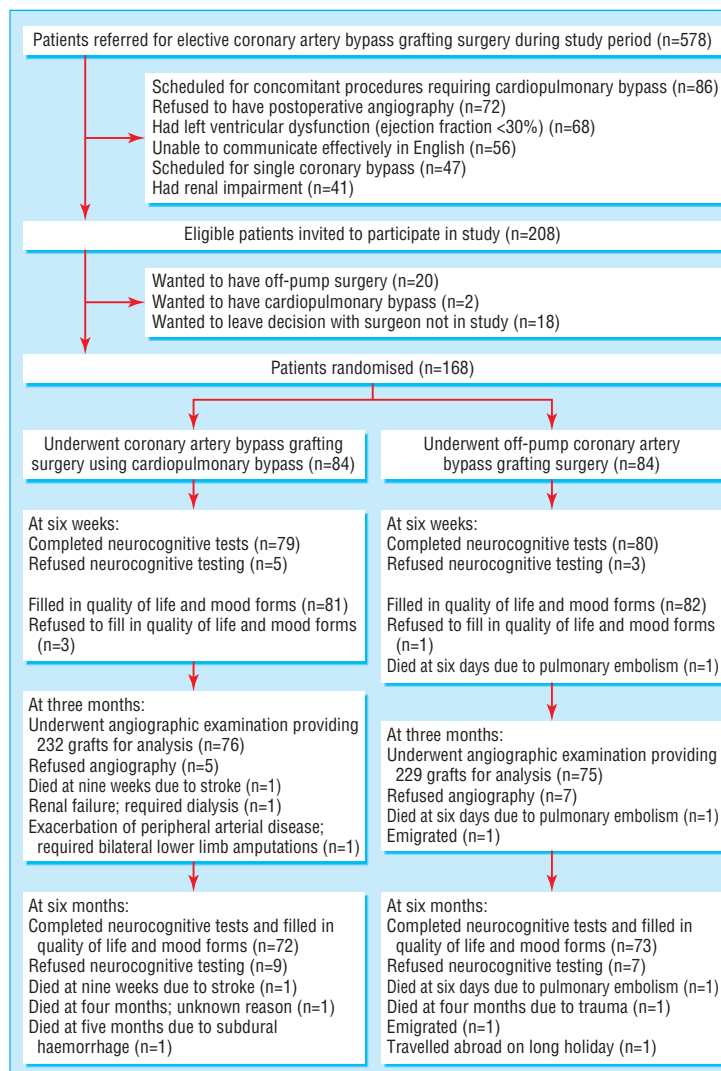 Patients referred for elective coronary artery bypass grafting surgery during study period (n=578)
Scheduled for concomitant procedures requiring cardiopulmonary bypass (n=86)
Refused to have postoperative angiography (n=72)
Had left ventricular dysfunction (ejection fraction <30%) (n=68)
Unable to communicate effectively in English (n=56)
Scheduled for single coronary bypass (n=47)
Had renal impairment (n=41)
Eligible patients invited to participate in study (n=208)
Wanted to have off-pump surgery (n=20)
Wanted to have cardiopulmonary bypass (n=2)
Wanted to leave decision with surgeon not in study (n=18)
Patients randomised (n=168)
Underwent coronary artery bypass grafting
surgery using cardiopulmonary bypass (n=84)
Underwent off-pump coronary artery
bypass grafting surgery (n=84)
At six weeks:
Completed neurocognitive tests (n=79)
Refused neurocognitive testing (n=5)
Filled in quality of life and mood forms (n=81)
Refused to fill in quality of life and mood forms
(n=3)
At six weeks:
Completed neurocognitive tests (n=80)
Refused neurocognitive testing (n=3)
Filled in quality of life and mood forms (n=82)
Refused to fill in quality of life and mood forms
(n=1)
Died at six days due to pulmonary embolism (n=1)
At three months:
Underwent angiographic examination providing
232 grafts for analysis (n=76)
Refused angiography (n=5)
Died at nine weeks due to stroke (n=1)
Renal failure; required dialysis (n=1)
Exacerbation of peripheral arterial disease;
required bilateral lower limb amputations (n=1)
At three months:
Underwent angiographic examination providing
229 grafts for analysis (n=75)
Refused angiography (n=7)
Died at six days due to pulmonary embolism (n=1)
Emigrated (n=1)
At six months:
Completed neurocognitive tests and filled in
quality of life and mood forms (n=72)
Refused neurocognitive testing (n=9)
Died at nine weeks due to stroke (n=1)
Died at four months; unknown reason (n=1)
Died at five months due to subdural
haemorrhage (n=1)
At six months:
Completed neurocognitive tests and filled in
quality of life and mood forms (n=73)
Refused neurocognitive testing (n=7)
Died at six days due to pulmonary embolism (n=1)
Died at four months due to trauma (n=1)
Emigrated (n=1)
Travelled abroad on long holiday (n=1)